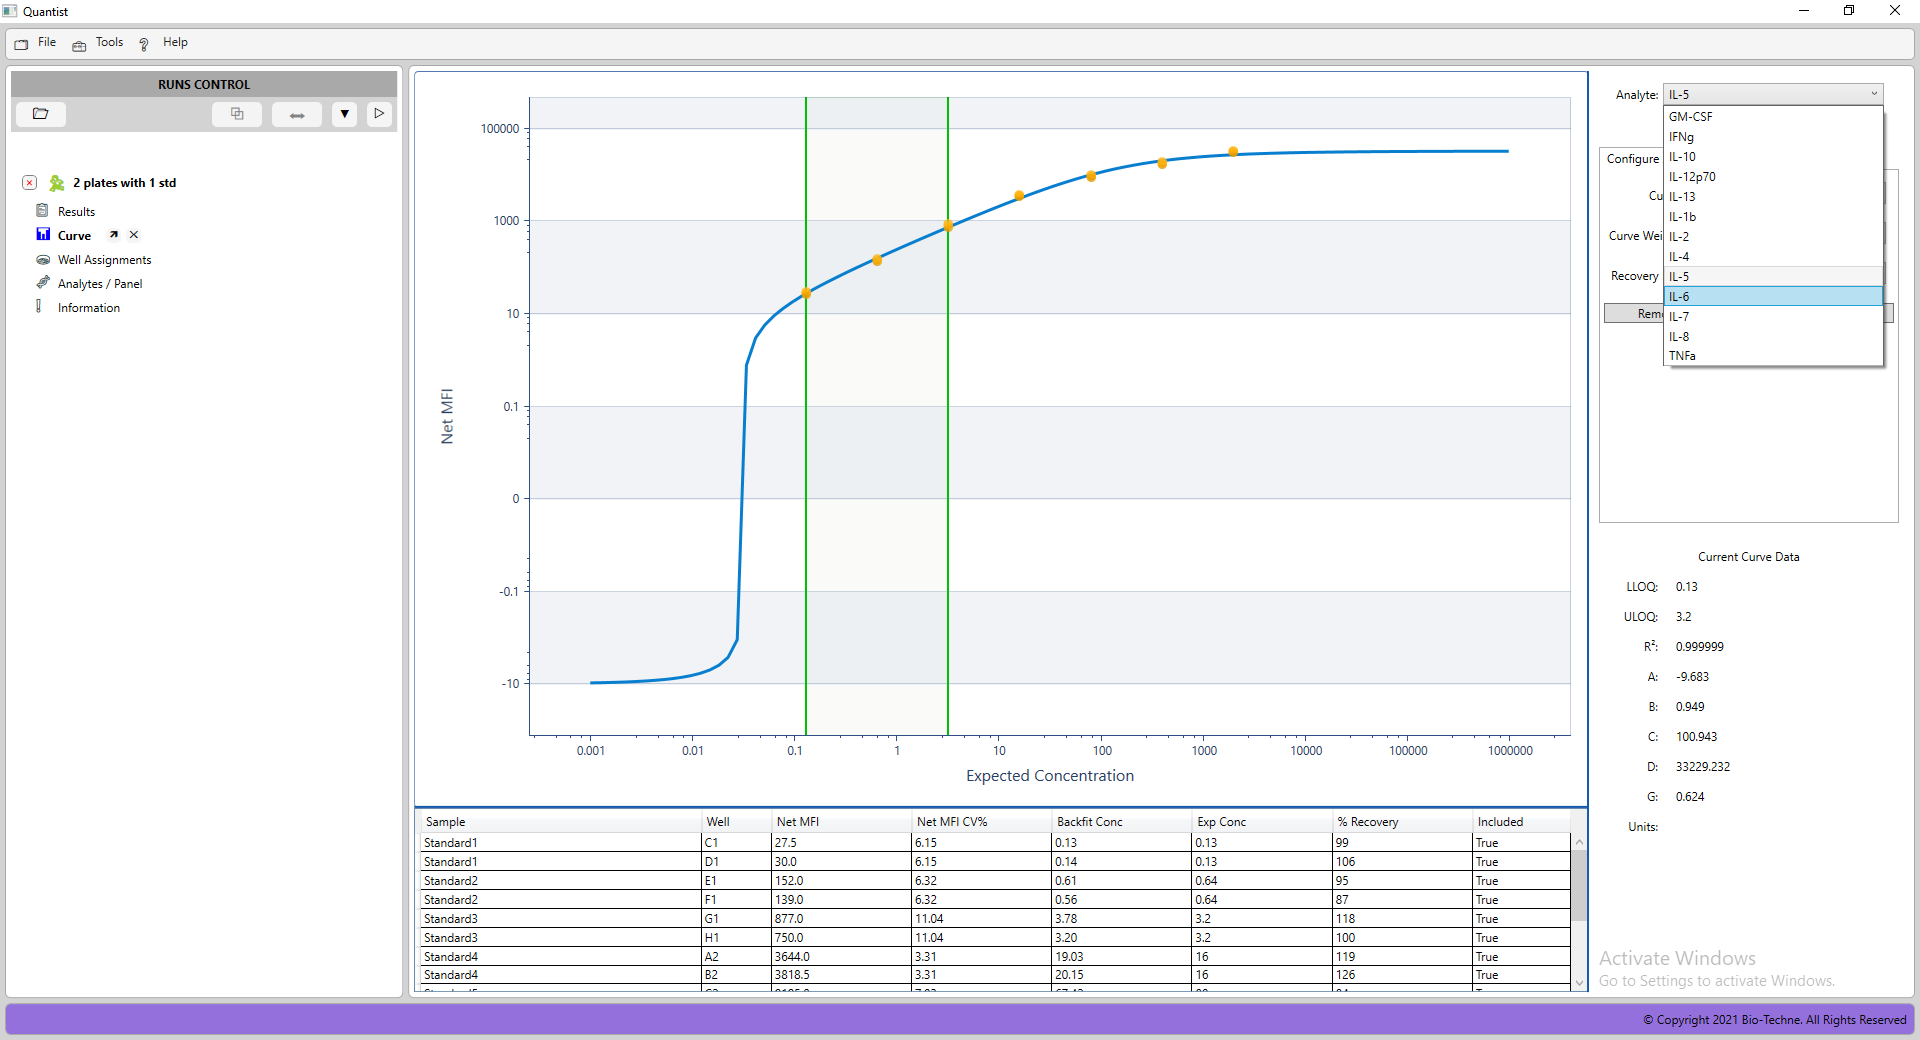 Quantist
File Tools Help
RUNS CONTROL
2 plates with 1 std
Results
Curve
Well Assignments
Analytes / Panel
Information
100000
1000
10
0.1
0
-0.1
-10
Net MFI
0.001 0.01 0.1 1 10 100 1000 10000 100000 1000000
Expected Concentration
Analyte: IL-5
GM-CSF
IFNg
IL-10
IL-12p70
IL-13
IL-1b
IL-2
IL-4
IL-5
IL-6
IL-7
IL-8
TNFa
Configure
Cu
Curve Wei
Recovery
Rem
Current Curve Data
LLOQ: 0.13
ULOQ: 3.2
R²: 0.999999
A: -9.683
B: 0.949
C: 100.943
D: 33229.232
G: 0.624
Units:
Sample Well Net MFI Net MFI CV% Backfit Conc Exp Conc % Recovery Included
Standard1 C1 27.5 6.15 0.13 0.13 99 True
Standard1 D1 30.0 6.15 0.14 0.13 106 True
Standard2 E1 152.0 6.32 0.61 0.64 95 True
Standard2 F1 139.0 6.32 0.56 0.64 87 True
Standard3 G1 877.0 11.04 3.78 3.2 118 True
Standard3 H1 750.0 11.04 3.20 3.2 100 True
Standard4 A2 3644.0 3.31 19.03 16 119 True
Standard4 B2 3818.5 3.31 20.15 16 126 True
Activate Windows
Go to Settings to activate Windows.
© Copyright 2021 Bio-Techne. All Rights Reserved